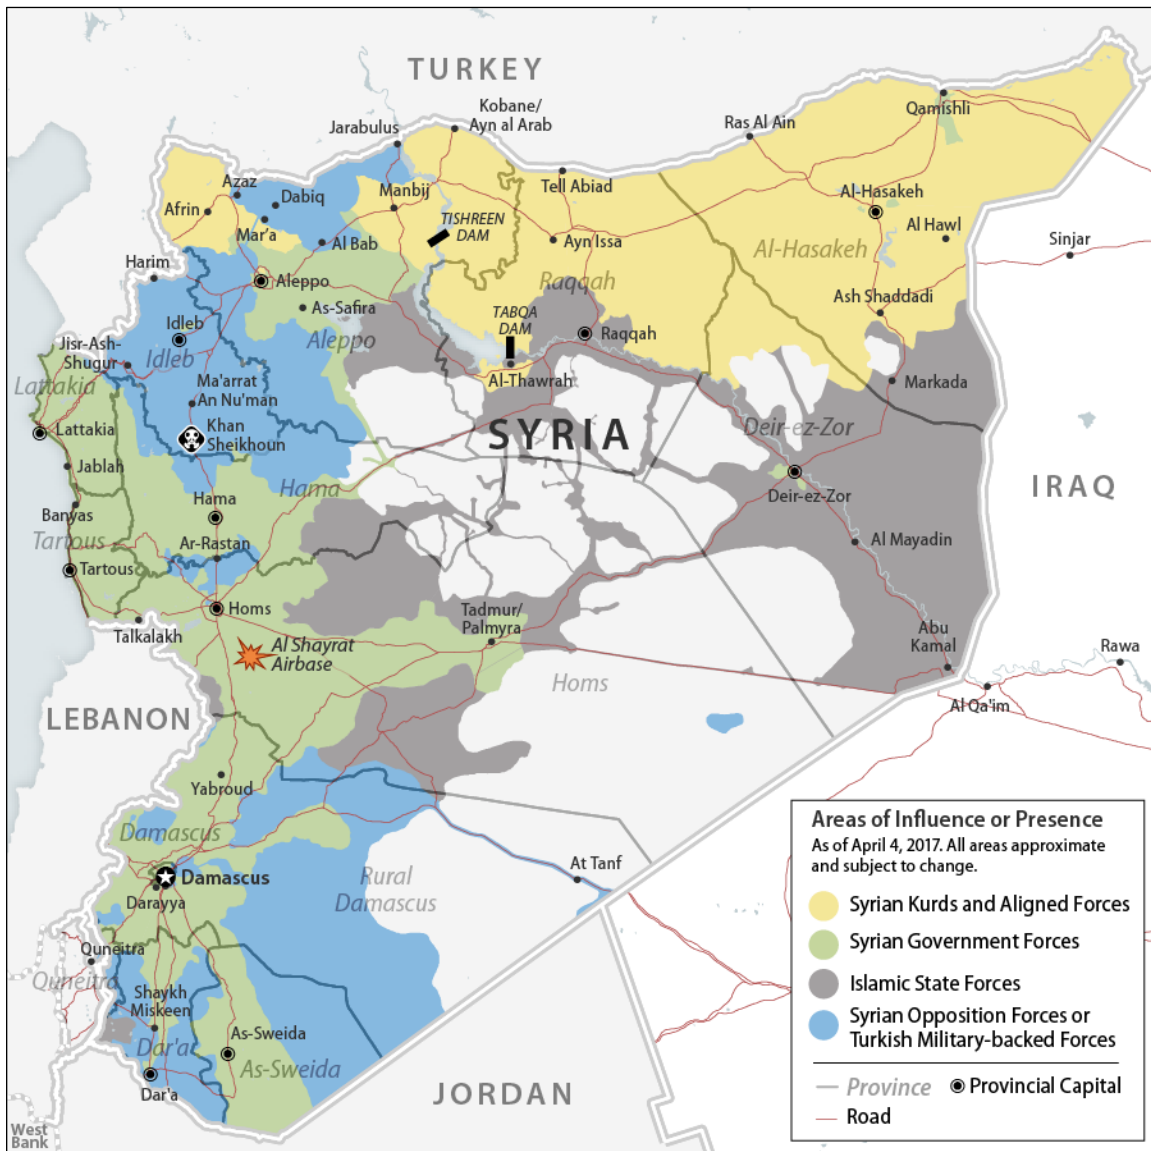 TURKEY
Kobane/
Ayn al Arab
Jarabulus
Ras Al Ain
Qamishli
Azaz
Dabiq
Manbij
Tell Abiad
Al-Hasakeh
Afrin
Mar'a
Al Bab
TISHREEN
DAM
Ayn Issa
Al-Hasakeh
Al Hawl
Sinjar
Harim
Aleppo
Raqqah
Ash Shaddadi
As-Safira
TABQA
DAM
Raqqah
Idleb
Aleppo
Jisr-Ash-
Shugur
Idleb
Lattakia
Al-Thawrah
Markada
Ma'arrat
An Nu'man
Lattakia
Khan
Sheikhoun
SYRIA
Deir-ez-Zor
Jablah
Hama
IRAQ
Deir-ez-Zor
Hama
Banyas
Tartous
Ar-Rastan
Al Mayadin
Tartous
Homs
Tadmur/
Palmyra
Talkalakh
Abu
Kamal
Al Shayrat
Airbase
Rawa
Homs
Al Qa'im
LEBANON
Yabroud
Damascus
At Tanf
Damascus
Rural
Damascus
Darayya
Quneitra
Quneitra
Shaykh
Miskeen
As-Sweida
Dar'at
As-Sweida
Dar'a
JORDAN
West
Bank
Areas of Influence or Presence
As of April 4, 2017. All areas approximate
and subject to change.
Syrian Kurds and Aligned Forces
Syrian Government Forces
Islamic State Forces
Syrian Opposition Forces or
Turkish Military-backed Forces
Province
Provincial Capital
Road